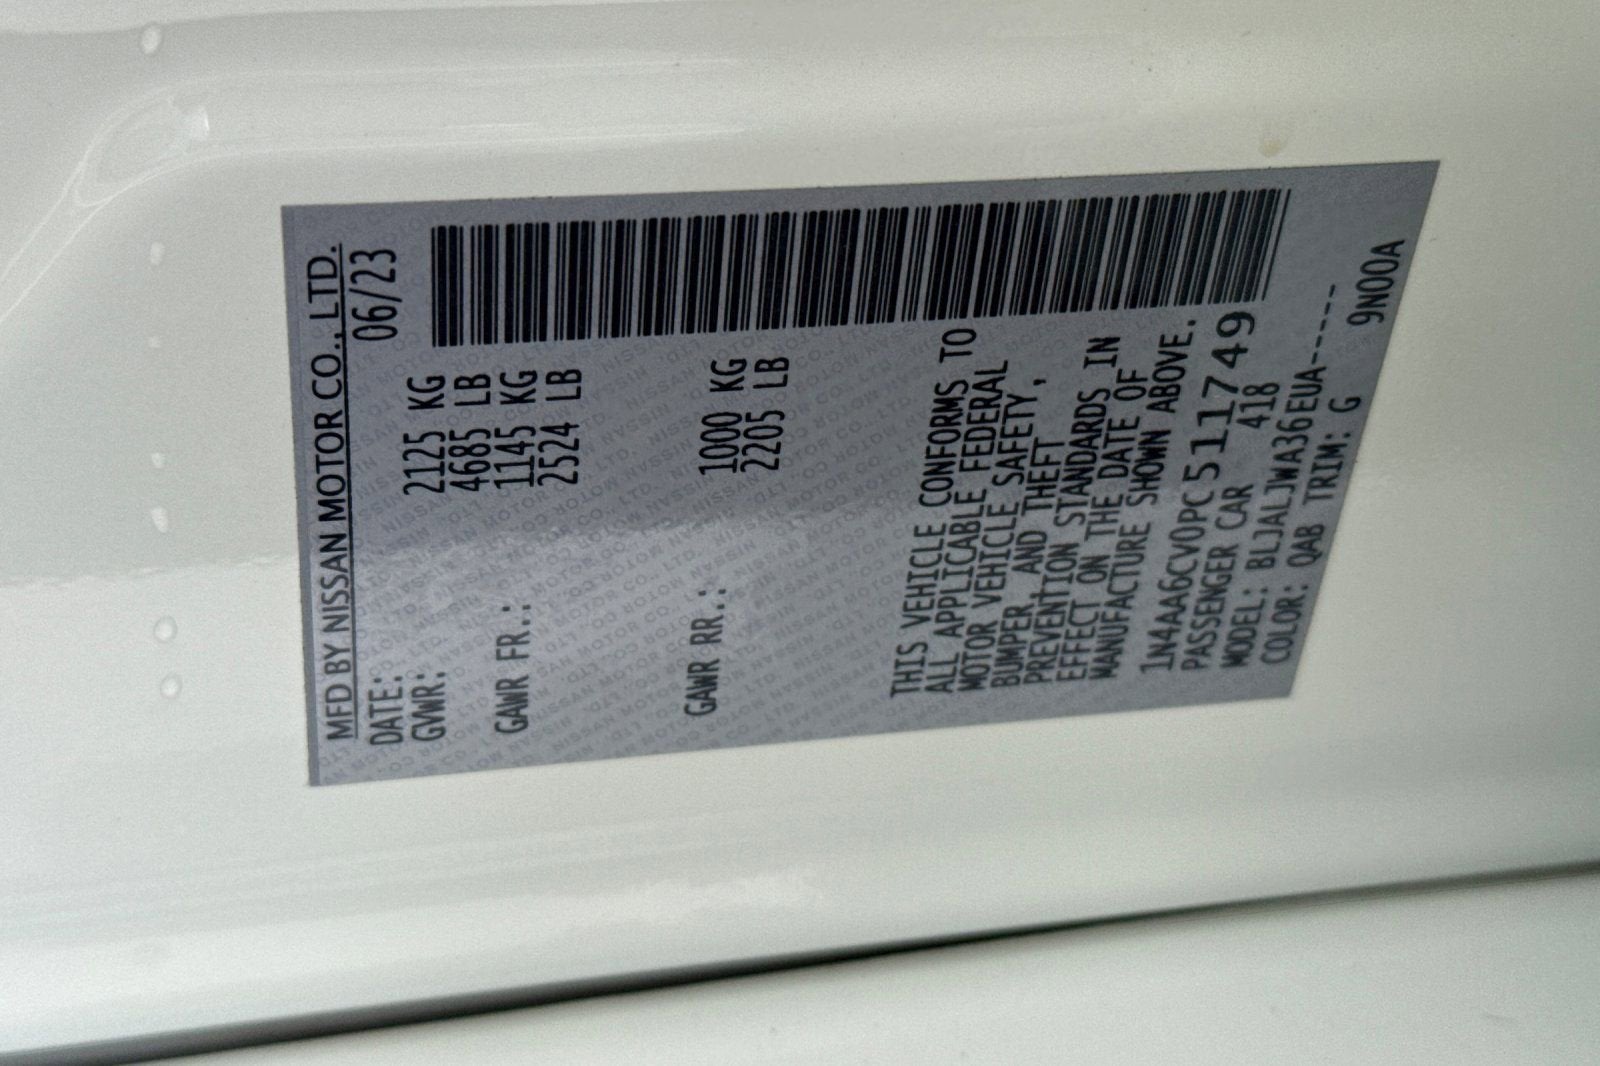 MFD BY NISSAN MOTOR CO., LTD.
DATE: 06/23
GVWR: 2125 KG
4685 LB
GAWR FR.: 1145 KG
2524 LB
GAWR RR.: 1000 KG
2205 LB
THIS VEHICLE CONFORMS TO
ALL APPLICABLE FEDERAL
MOTOR VEHICLE SAFETY,
BUMPER, AND THEFT
PREVENTION STANDARDS IN
EFFECT ON THE DATE OF
MANUFACTURE SHOWN ABOVE.
1N4AA6CV0PC511749
PASSENGER CAR 418
MODEL: BLJALJWA36EUA-----
COLOR: QAB TRIM: G 9N00A